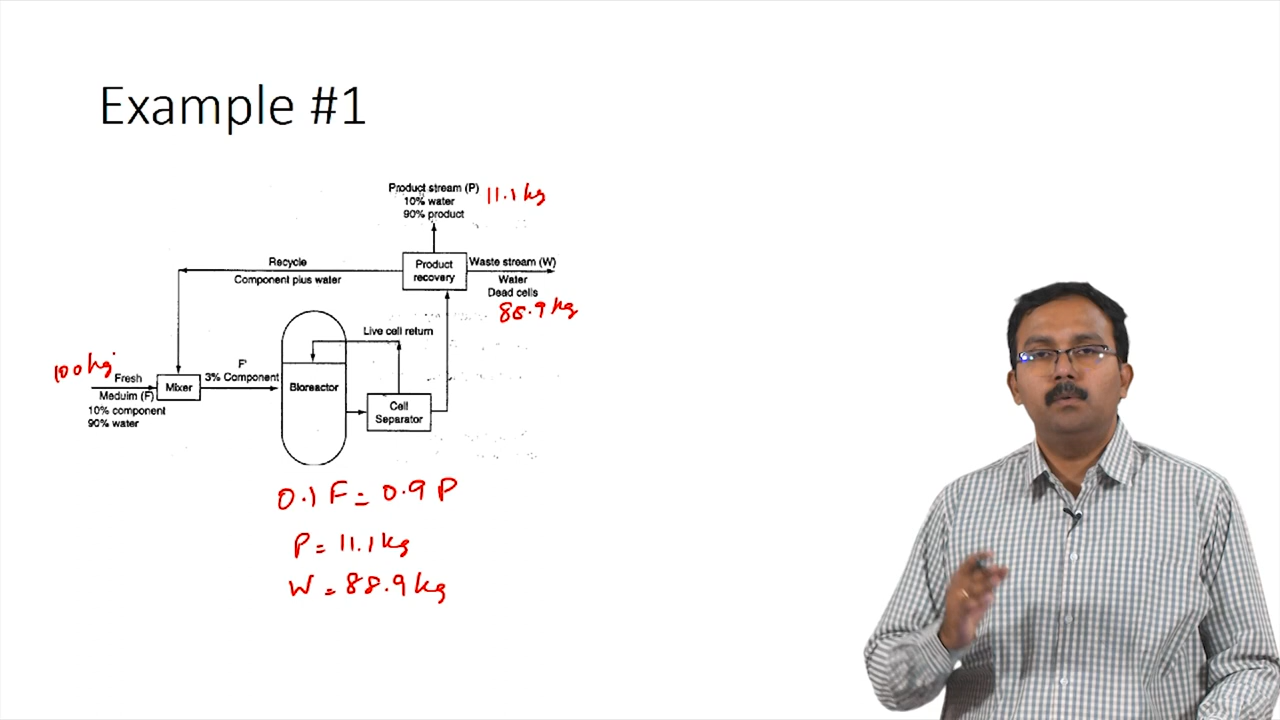 Example #1
Product stream (P)
10% water
90% product
11.1 kg
Recycle
Component plus water
Product
recovery
Waste stream (W)
Water
Dead cells
88.9 kg
Live cell return
100 kg
Fresh
Meduim (F)
10% component
90% water
Mixer
F'
3% Component
Bioreactor
Cell
Separator
0.1 F = 0.9 P
P = 11.1 kg
W = 88.9 kg